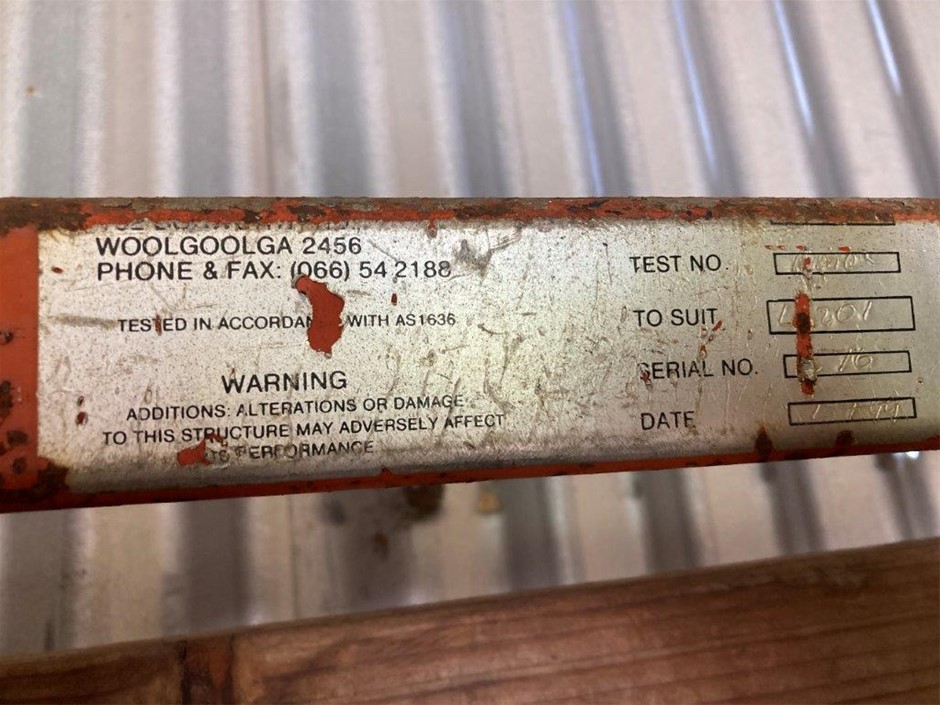 WOOLGOOLGA 2456
PHONE & FAX: (066) 54 2188
TESTED IN ACCORDAN WITH AS1636
WARNING
ADDITIONS, ALTERATIONS OR DAMAGE
TO THIS STRUCTURE MAY ADVERSELY AFFECT
ITS PERFORMANCE
TEST NO.
TO SUIT
SERIAL NO.
DATE